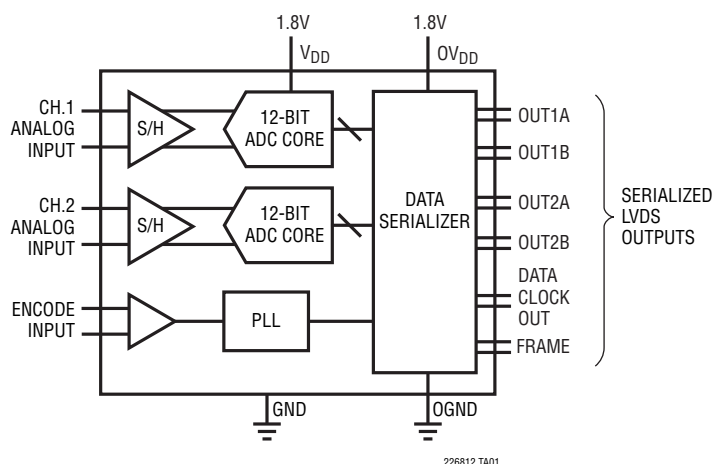 1.8V
1.8V
VDD
OVDD
CH.1
ANALOG
INPUT
S/H
12-BIT
ADC CORE
OUT1A
OUT1B
CH.2
ANALOG
INPUT
S/H
12-BIT
ADC CORE
DATA
SERIALIZER
OUT2A
OUT2B
SERIALIZED
LVDS
OUTPUTS
ENCODE
INPUT
PLL
DATA
CLOCK
OUT
FRAME
GND
OGND
226812 TA01